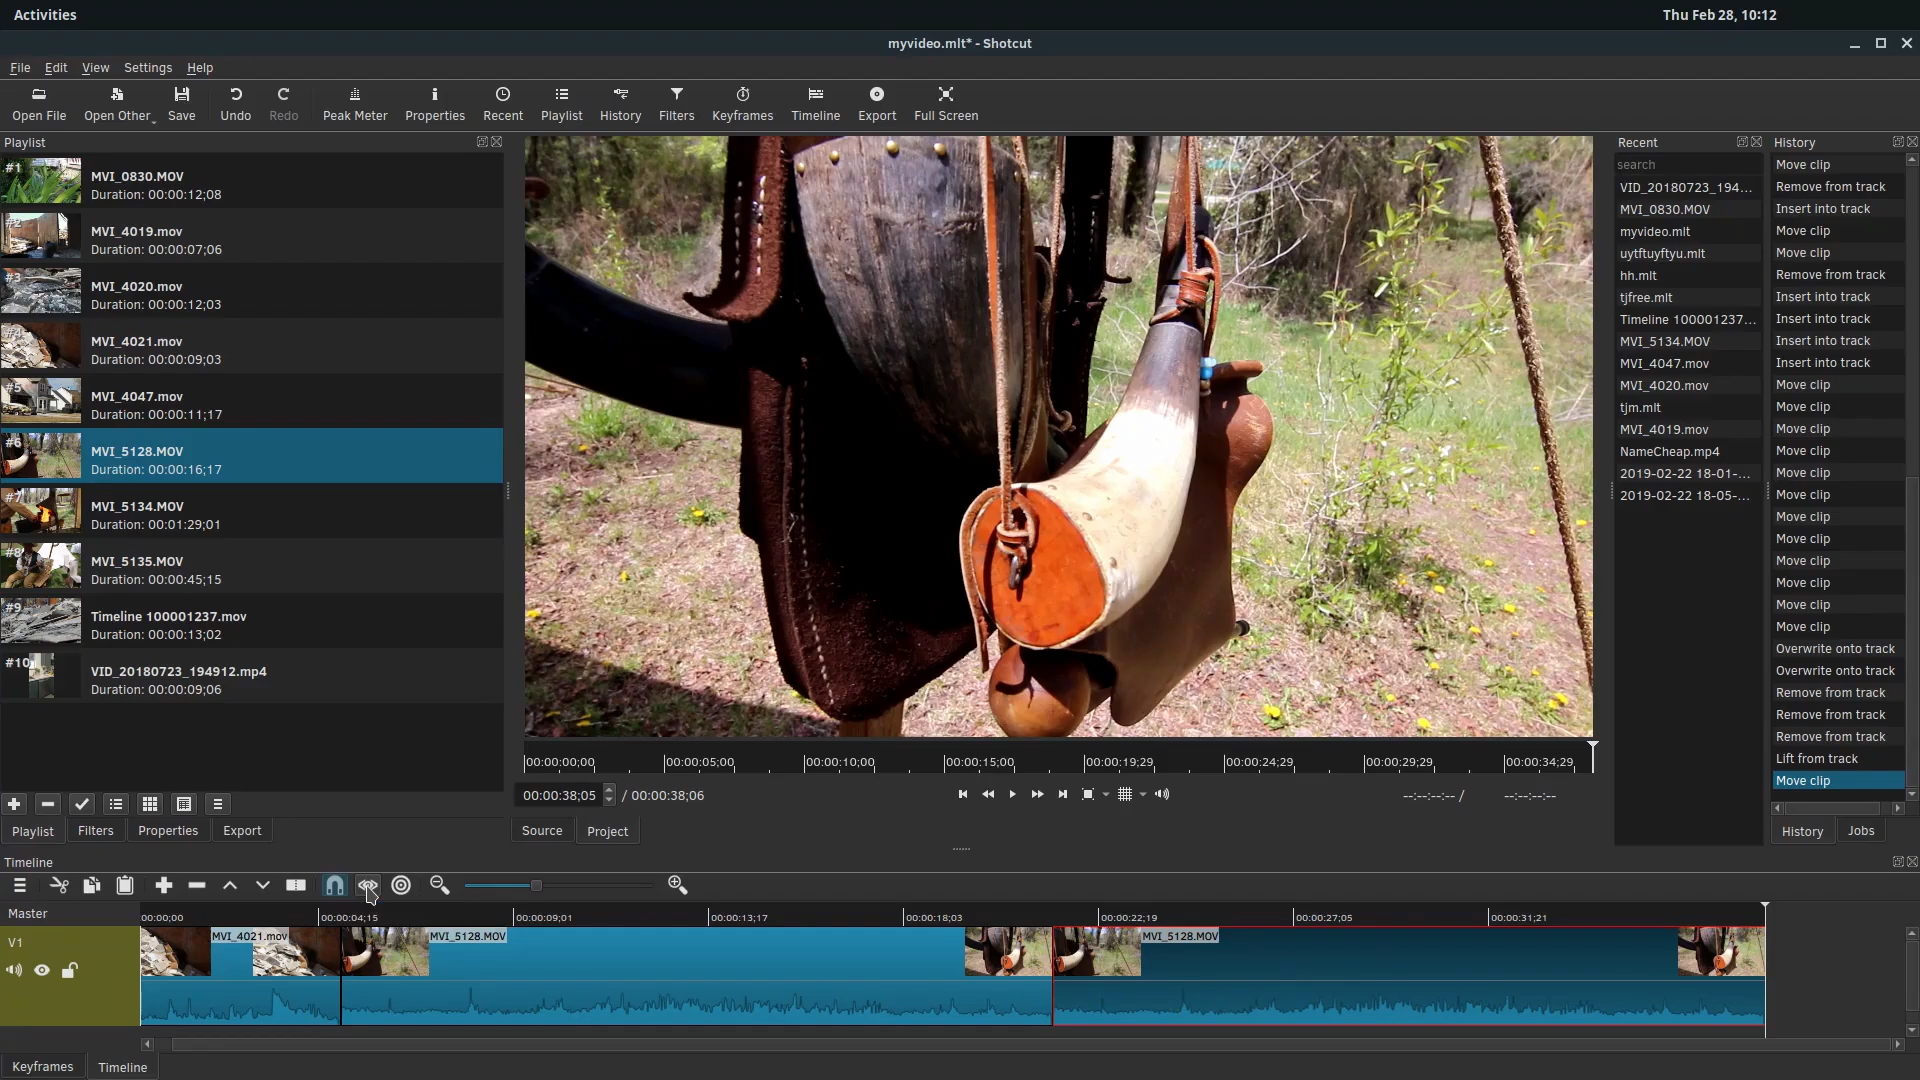 Activities
Thu Feb 28, 10:12
myvideo.mlt* - Shotcut
File Edit View Settings Help
Open File Open Other Save Undo Redo Peak Meter Properties Recent Playlist History Filters Keyframes Timeline Export Full Screen
Playlist
#1
MVI_0830.MOV
Duration: 00:00:12;08
#2
MVI_4019.mov
Duration: 00:00:07;06
#3
MVI_4020.mov
Duration: 00:00:12;03
#4
MVI_4021.mov
Duration: 00:00:09;03
#5
MVI_4047.mov
Duration: 00:00:11;17
#6
MVI_5128.MOV
Duration: 00:00:16;17
#7
MVI_5134.MOV
Duration: 00:01:29;01
#8
MVI_5135.MOV
Duration: 00:00:45;15
#9
Timeline 100001237.mov
Duration: 00:00:13;02
#10
VID_20180723_194912.mp4
Duration: 00:00:09;06
Playlist Filters Properties Export
00:00:00;00 00:00:05;00 00:00:10;00 00:00:15;00 00:00:19;29 00:00:24;29 00:00:29;29 00:00:34;29
00:00:38;05 / 00:00:38;06
--:--:--:-- / --:--:--:--
Source Project
Recent
search
VID_20180723_194...
MVI_0830.MOV
myvideo.mlt
uytftuyftyu.mlt
hh.mlt
tjfree.mlt
Timeline 100001237...
MVI_5134.MOV
MVI_4047.mov
MVI_4020.mov
tjm.mlt
MVI_4019.mov
NameCheap.mp4
2019-02-22 18-01-...
2019-02-22 18-05-...
History
Move clip
Remove from track
Insert into track
Move clip
Move clip
Remove from track
Insert into track
Insert into track
Insert into track
Insert into track
Move clip
Move clip
Move clip
Move clip
Move clip
Move clip
Move clip
Move clip
Move clip
Move clip
Move clip
Move clip
Overwrite onto track
Overwrite onto track
Remove from track
Remove from track
Remove from track
Lift from track
Move clip
History Jobs
Timeline
Master
00:00;00 00:00:04;15 00:00:09;01 00:00:13;17 00:00:18;03 00:00:22;19 00:00:27;05 00:00:31;21
V1
MVI_4021.mov MVI_5128.MOV MVI_5128.MOV
Keyframes Timeline